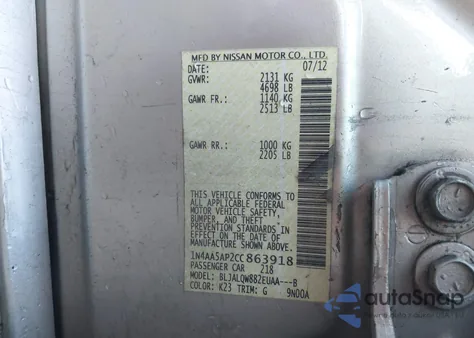 MFD BY NISSAN MOTOR CO., LTD.
DATE: 07/12
GVWR: 2131 KG
4698 LB
GAWR FR.: 1140 KG
2513 LB
GAWR RR.: 1000 KG
2205 LB
THIS VEHICLE CONFORMS TO
ALL APPLICABLE FEDERAL
MOTOR VEHICLE SAFETY,
BUMPER, AND THEFT
PREVENTION STANDARDS
IN EFFECT ON THE DATE OF
MANUFACTURE SHOWN ABOVE.
1N4AA5AP2CC863918
PASSENGER CAR 218
MODEL: BLJALQW882EUAA---B
COLOR: K23 TRIM: G 9N00A
autoSnap